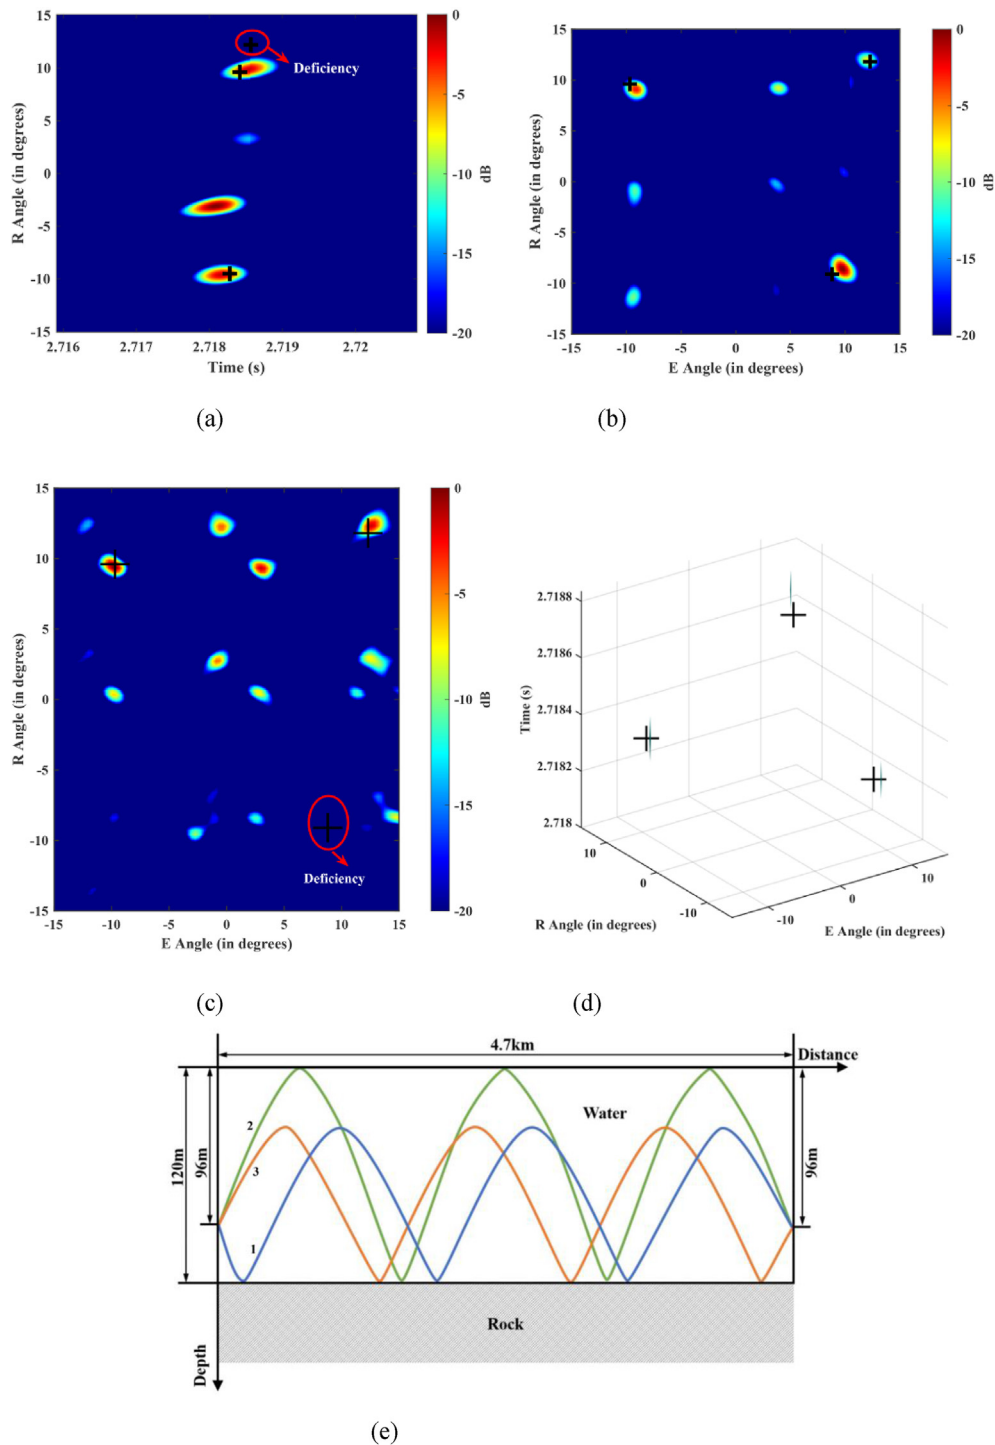 15
10
5
0
-5
-10
-15
R Angle (in degrees)
Deficiency
2.716
2.717
2.718
2.719
2.72
Time (s)
0
-5
-10
-15
-20
dB
(a)
15
10
5
0
-5
-10
-15
R Angle (in degrees)
-15
-10
-5
0
5
10
15
E Angle (in degrees)
0
-5
-10
-15
-20
dB
(b)
15
10
5
0
-5
-10
-15
R Angle (in degrees)
Deficiency
-15
-10
-5
0
5
10
15
E Angle (in degrees)
0
-5
-10
-15
-20
dB
(c)
2.7188
2.7186
2.7184
2.7182
2.718
Time (s)
10
0
-10
R Angle (in degrees)
-10
0
10
E Angle (in degrees)
(d)
4.7km
Distance
Water
2
3
1
120m
96m
96m
Rock
Depth
(e)